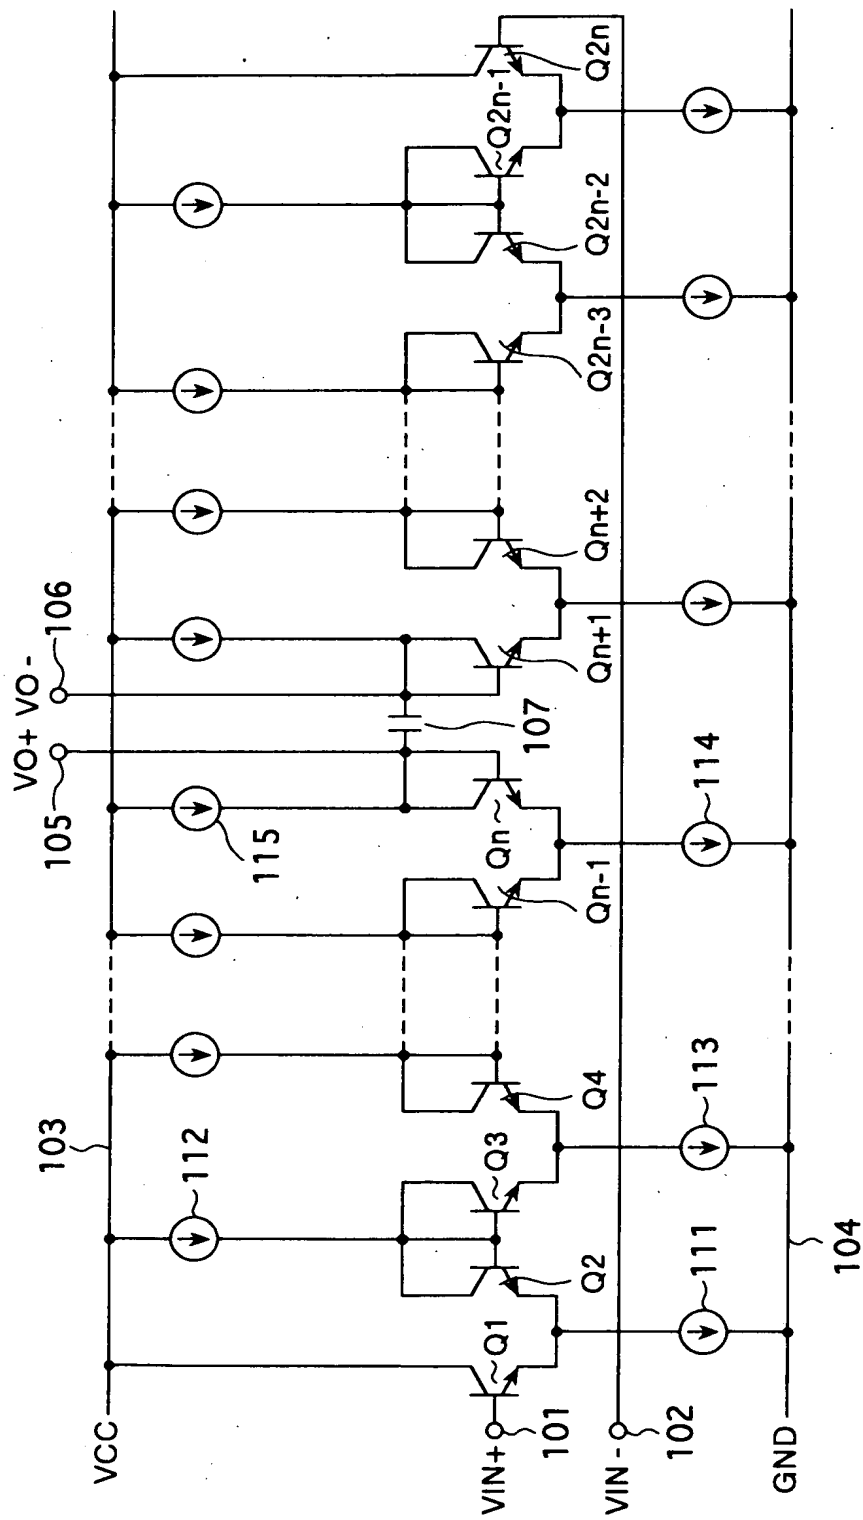 VO+ VO -
105
106
VCC
103
112
115
107
Q1
Q2
Q3
Q4
Qn-1
Qn
Qn+1
Qn+2
Q2n-3
Q2n-2
Q2n-1
Q2n
VIN+
101
VIN -
102
111
113
114
GND
104